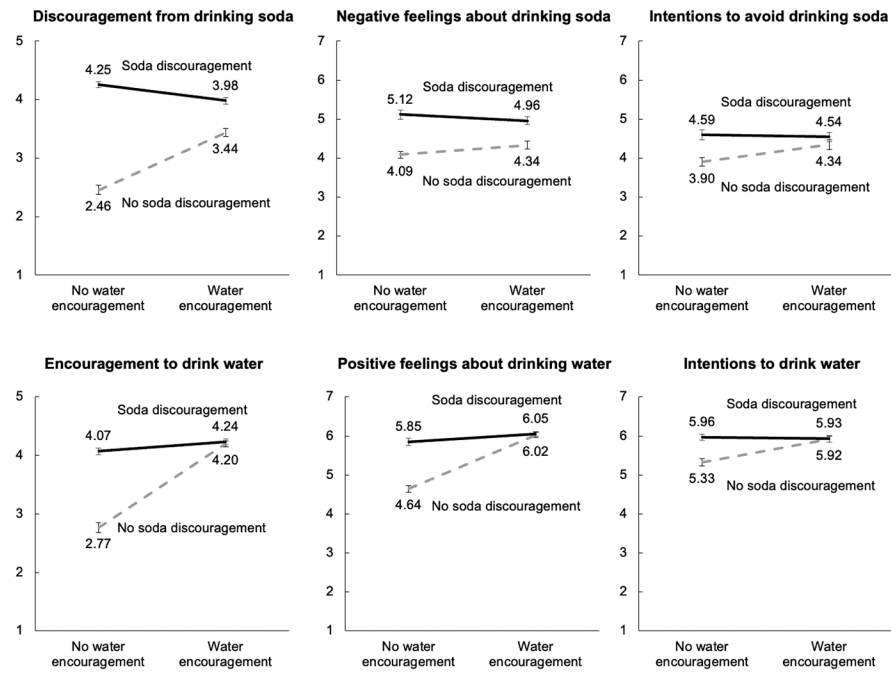 Discouragement from drinking soda
5
4
3
2
1
4.25
Soda discouragement
3.98
3.44
2.46
No soda discouragement
No water
encouragement
Water
encouragement
Negative feelings about drinking soda
7
6
5
4
3
2
1
5.12
Soda discouragement
4.96
4.09
4.34
No soda discouragement
No water
encouragement
Water
encouragement
Intentions to avoid drinking soda
7
6
5
4
3
2
1
4.59
Soda discouragement
4.54
3.90
4.34
No soda discouragement
No water
encouragement
Water
encouragement
Encouragement to drink water
5
4
3
2
1
Soda discouragement
4.07
4.24
4.20
2.77
No soda discouragement
No water
encouragement
Water
encouragement
Positive feelings about drinking water
7
6
5
4
3
2
1
Soda discouragement
5.85
6.05
6.02
4.64
No soda discouragement
No water
encouragement
Water
encouragement
Intentions to drink water
7
6
5
4
3
2
1
Soda discouragement
5.96
5.93
5.92
5.33
No soda discouragement
No water
encouragement
Water
encouragement